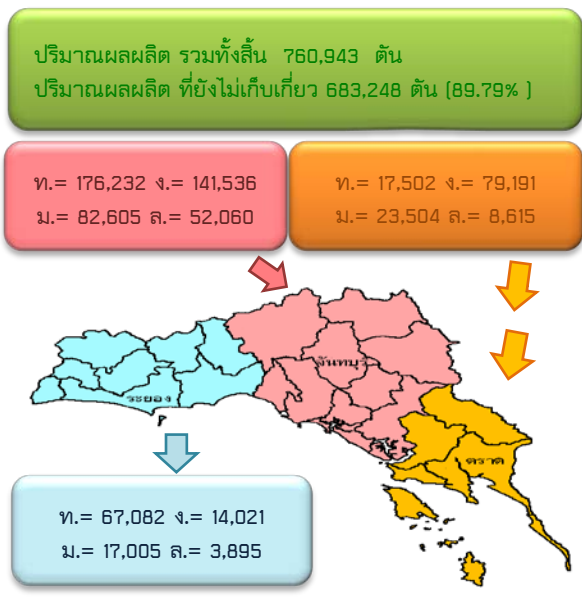 ปริมาณผลผลิต รวมทั้งสิ้น 760,943 ตัน
ปริมาณผลผลิต ที่ยังไม่เก็บเกี่ยว 683,248 ตัน (89.79% )
ท.= 176,232 ง.= 141,536
ม.= 82,605 ล.= 52,060
ท.= 17,502 ง.= 79,191
ม.= 23,504 ล.= 8,615
จันทบุรี
ระยอง
ตราด
ท.= 67,082 ง.= 14,021
ม.= 17,005 ล.= 3,895